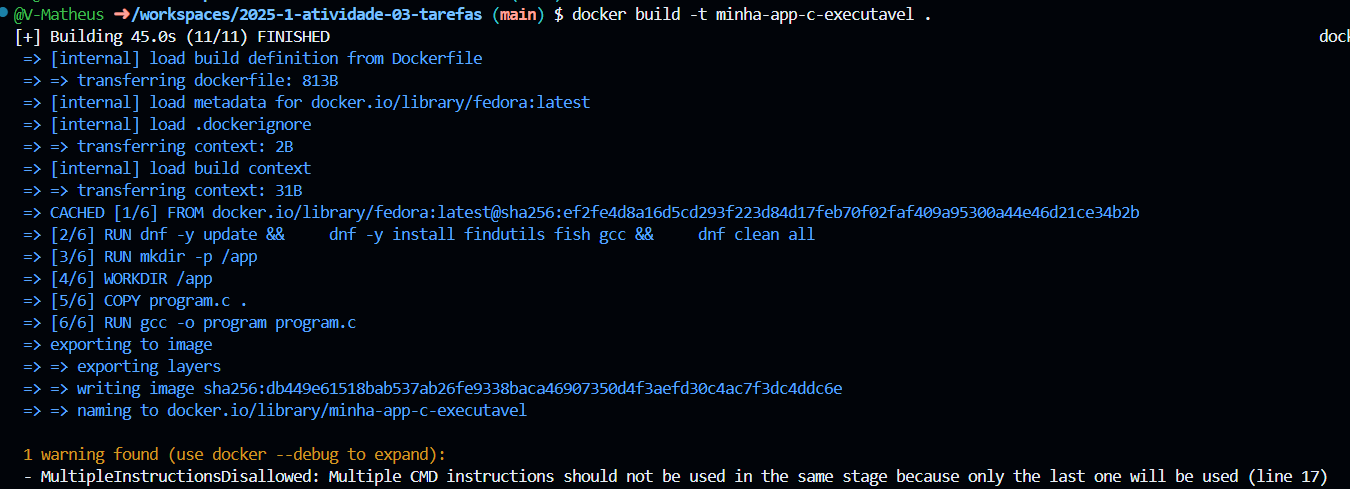 @V-Matheus ➜/workspaces/2025-1-atividade-03-tarefas (main) $ docker build -t minha-app-c-executavel .
[+] Building 45.0s (11/11) FINISHED dock
=> [internal] load build definition from Dockerfile
=> => transferring dockerfile: 813B
=> [internal] load metadata for docker.io/library/fedora:latest
=> [internal] load .dockerignore
=> => transferring context: 2B
=> [internal] load build context
=> => transferring context: 31B
=> CACHED [1/6] FROM docker.io/library/fedora:latest@sha256:ef2fe4d8a16d5cd293f223d84d17feb70f02faf409a95300a44e46d21ce34b2b
=> [2/6] RUN dnf -y update &&     dnf -y install findutils fish gcc &&     dnf clean all
=> [3/6] RUN mkdir -p /app
=> [4/6] WORKDIR /app
=> [5/6] COPY program.c .
=> [6/6] RUN gcc -o program program.c
=> exporting to image
=> => exporting layers
=> => writing image sha256:db449e61518bab537ab26fe9338baca46907350d4f3aefd30c4ac7f3dc4ddc6e
=> => naming to docker.io/library/minha-app-c-executavel
1 warning found (use docker --debug to expand):
- MultipleInstructionsDisallowed: Multiple CMD instructions should not be used in the same stage because only the last one will be used (line 17)